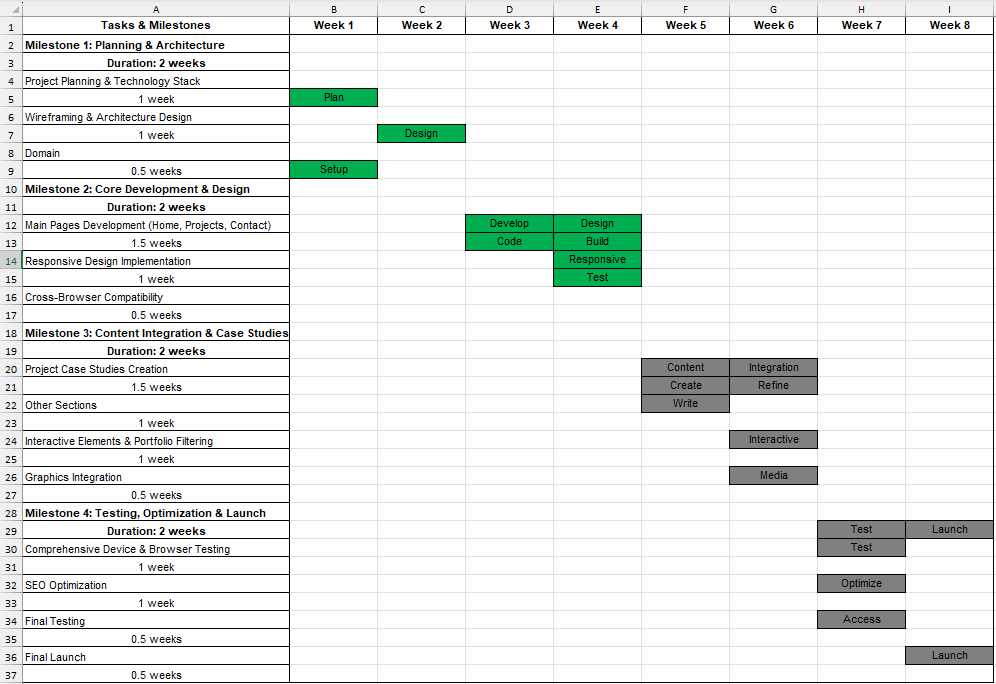 A B C D E F G H I
1 Tasks & Milestones Week 1 Week 2 Week 3 Week 4 Week 5 Week 6 Week 7 Week 8
2 Milestone 1: Planning & Architecture
3 Duration: 2 weeks
4 Project Planning & Technology Stack
5 1 week Plan
6 Wireframing & Architecture Design
7 1 week Design
8 Domain
9 0.5 weeks Setup
10 Milestone 2: Core Development & Design
11 Duration: 2 weeks
12 Main Pages Development (Home, Projects, Contact) Develop Design
13 1.5 weeks Code Build
14 Responsive Design Implementation Responsive
15 1 week Test
16 Cross-Browser Compatibility
17 0.5 weeks
18 Milestone 3: Content Integration & Case Studies
19 Duration: 2 weeks
20 Project Case Studies Creation Content Integration
21 1.5 weeks Create Refine
22 Other Sections Write
23 1 week
24 Interactive Elements & Portfolio Filtering Interactive
25 1 week
26 Graphics Integration Media
27 0.5 weeks
28 Milestone 4: Testing, Optimization & Launch
29 Duration: 2 weeks Test Launch
30 Comprehensive Device & Browser Testing Test
31 1 week
32 SEO Optimization Optimize
33 1 week
34 Final Testing Access
35 0.5 weeks
36 Final Launch Launch
37 0.5 weeks